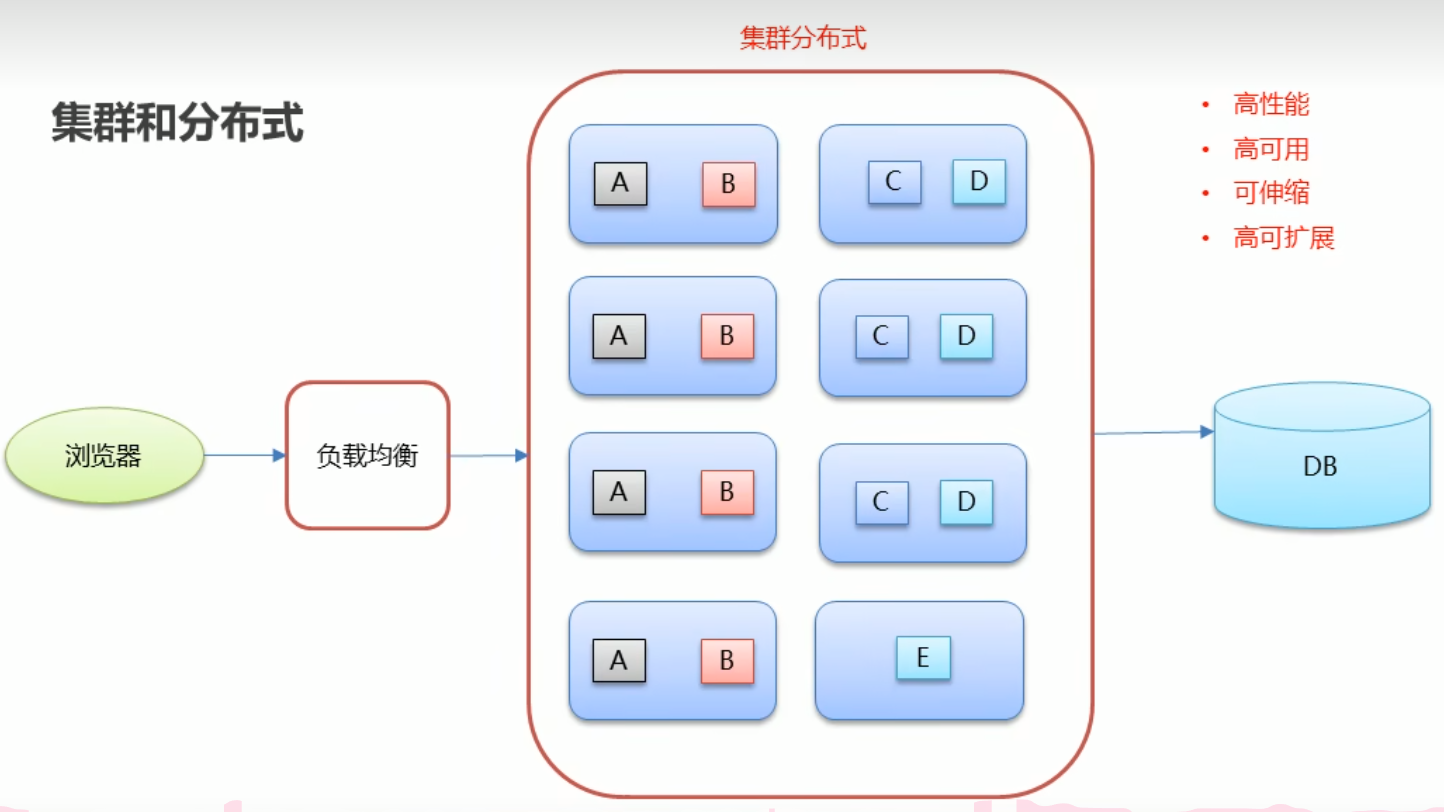 集群分布式
集群和分布式
• 高性能
• 高可用
• 可伸缩
• 高可扩展
A B C D
A B C D
浏览器
负载均衡
DB
A B C D
A B E